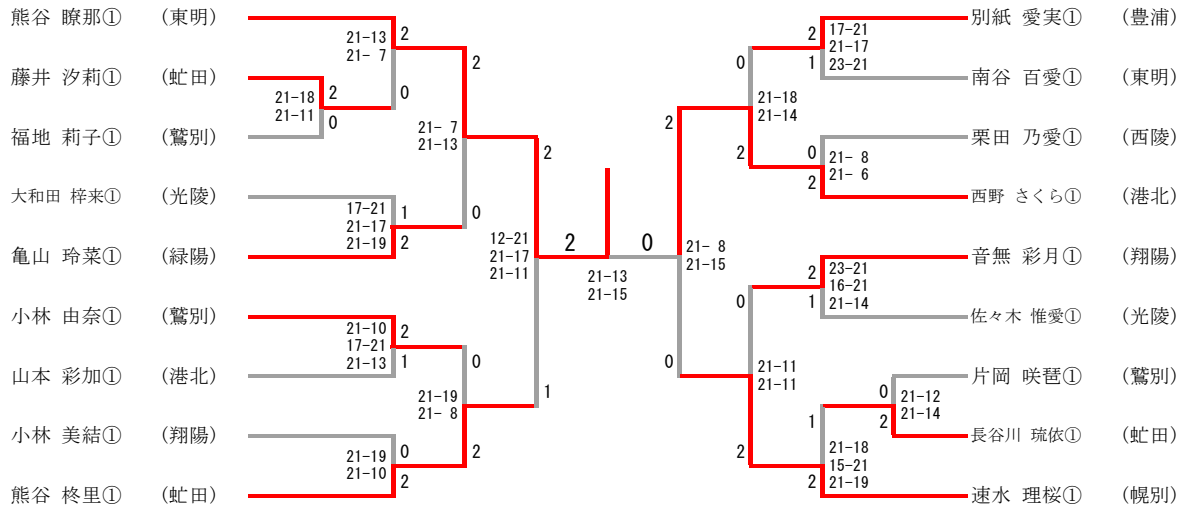 熊谷 瞭那① (東明)
藤井 汐莉① (虻田)
福地 莉子① (鷲別)
大和田 梓来① (光陵)
亀山 玲菜① (緑陽)
小林 由奈① (鷲別)
山本 彩加① (港北)
小林 美結① (翔陽)
熊谷 柊里① (虻田)
21-13 2
21- 7
0
21-18 2
21-11 0
2
21- 7
21-13
0
17-21 1
21-17
21-19 2
2
12-21
21-17
21-11
1
21-10 2
17-21
21-13 1
0
21-19
21- 8
2
21-19 0
21-10 2
2 0
21-13
21-15
2
21- 8
21-15
0
0
21-18
21-14
2
2 17-21
21-17
1 23-21
0 21- 8
2 21- 6
0
21-11
21-11
2
2 23-21
16-21
1 21-14
0 21-12
2 21-14
1
21-18
15-21
2 21-19
別紙 愛実① (豊浦)
南谷 百愛① (東明)
栗田 乃愛① (西陵)
西野 さくら① (港北)
音無 彩月① (翔陽)
佐々木 惟愛① (光陵)
片岡 咲琶① (鷲別)
長谷川 琉依① (虻田)
速水 理桜① (幌別)